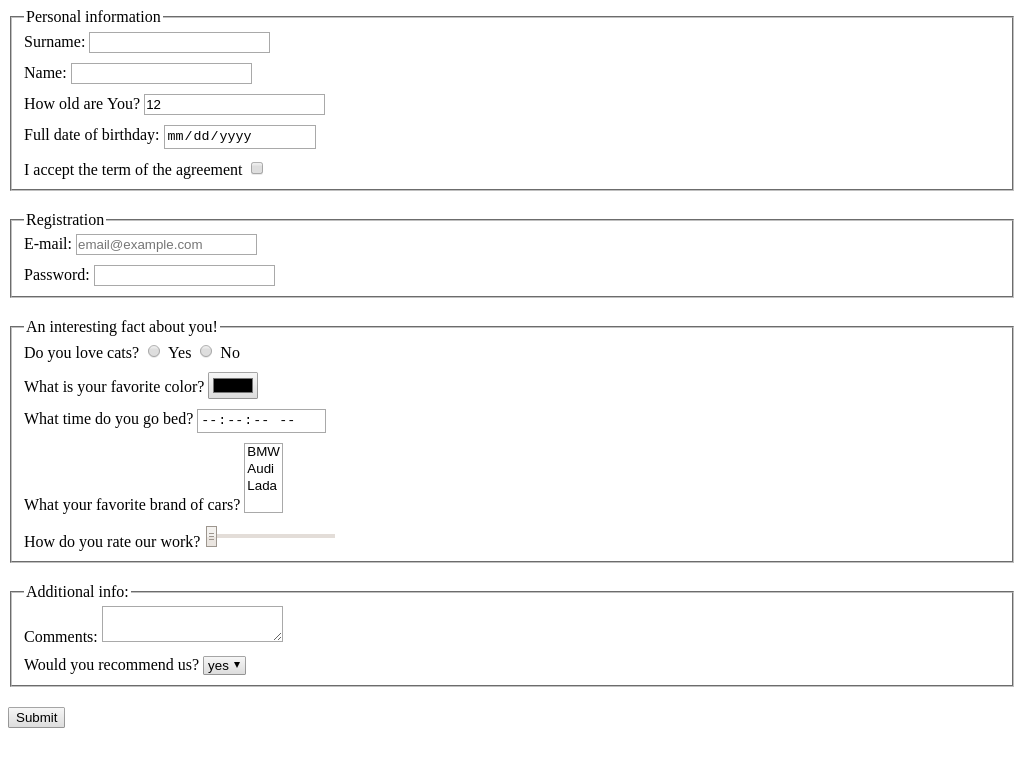 Personal information
Surname:
Name:
How old are You? 12
Full date of birthday: mm/dd/yyyy
I accept the term of the agreement
Registration
E-mail: email@example.com
Password:
An interesting fact about you!
Do you love cats? Yes No
What is your favorite color?
What time do you go bed? --:--:-- --
BMW
Audi
Lada
What your favorite brand of cars?
How do you rate our work?
Additional info:
Comments:
Would you recommend us? yes
Submit